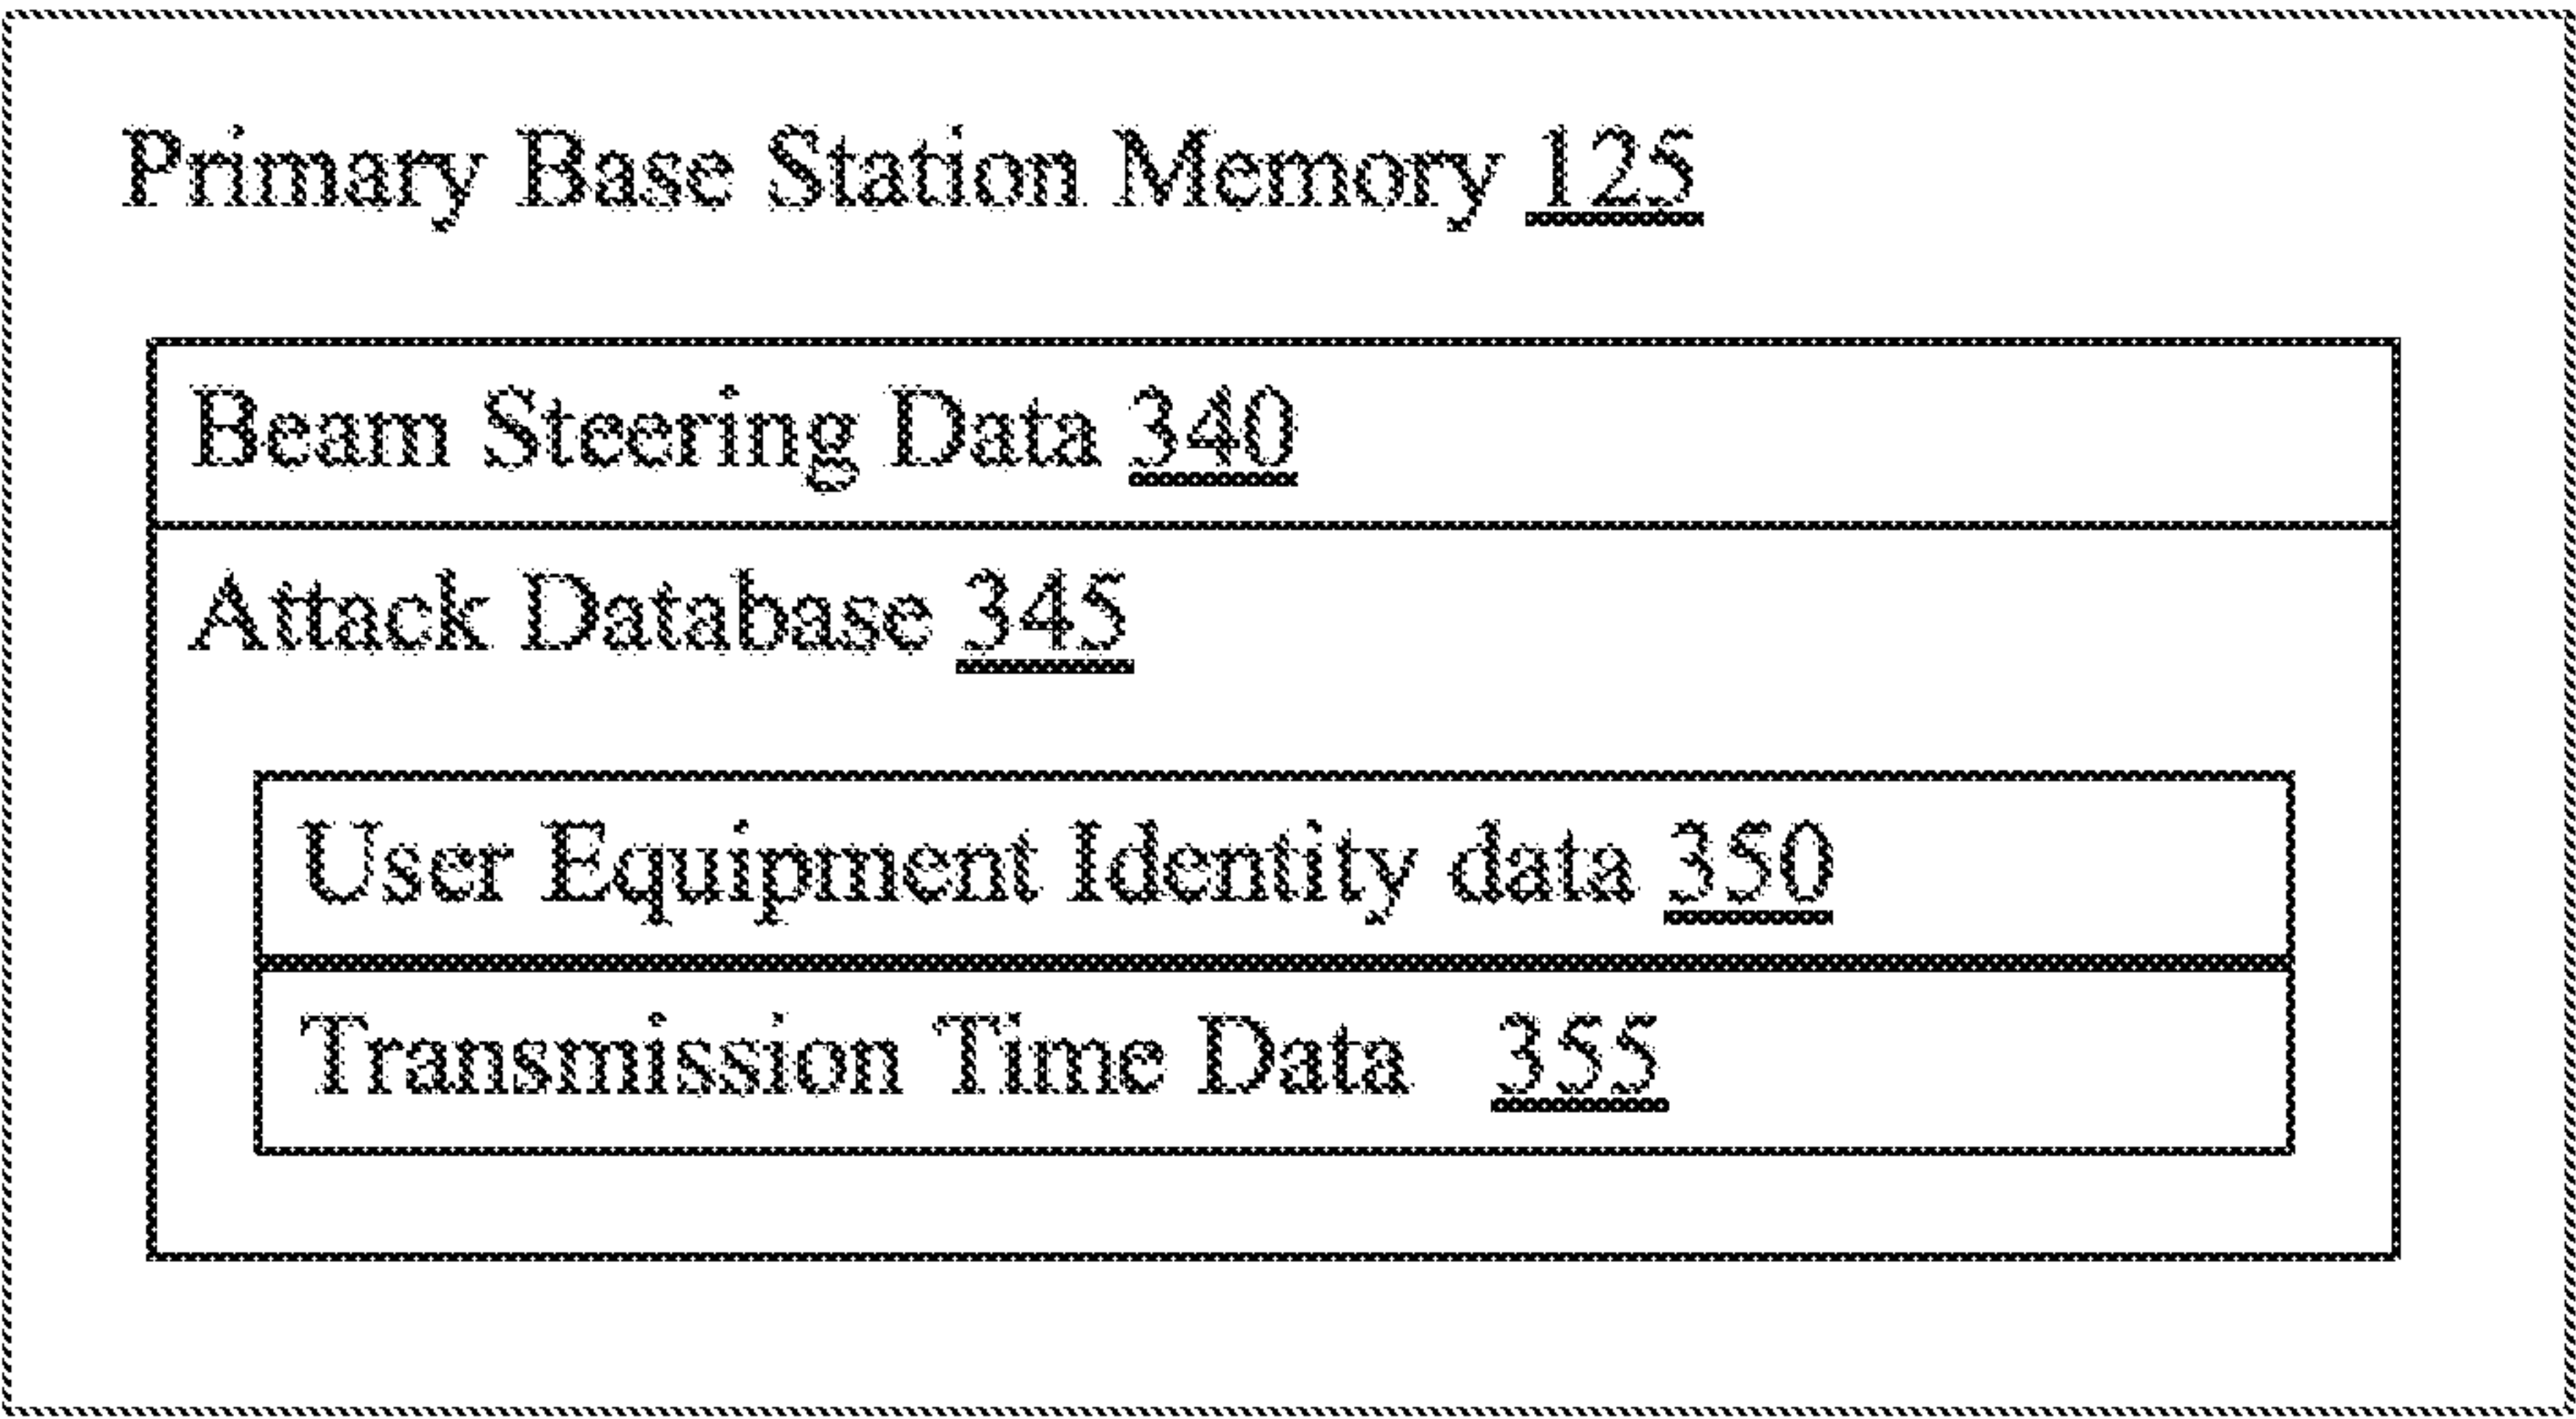 Primary Base Station Memory 125
Beam Steering Data 340
Attack Database 345
User Equipment Identity data 350
Transmission Time Data 355